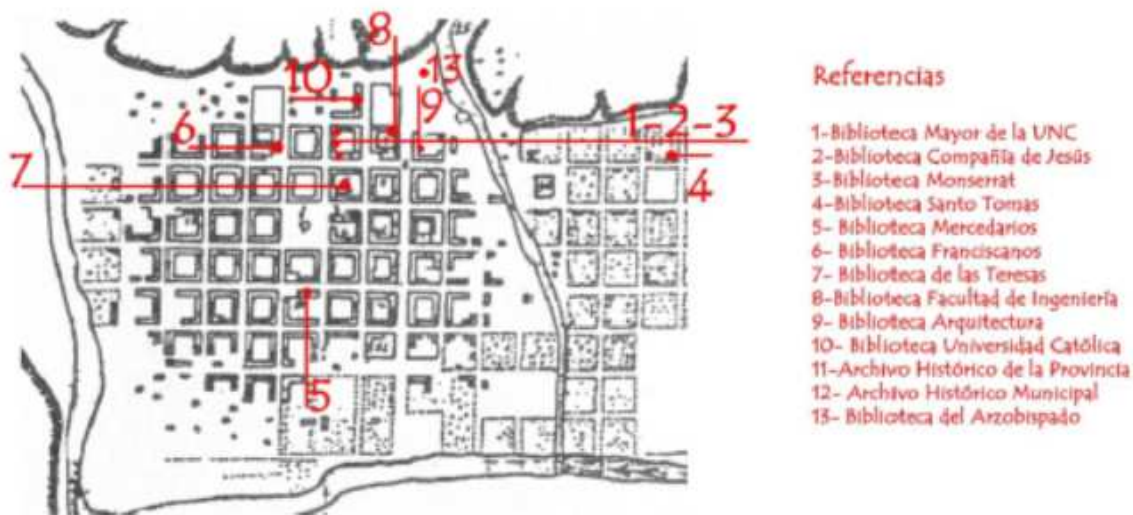 8
10
13
9
6
1-2-3
7
4
5
Referencias
1-Biblioteca Mayor de la UNC
2-Biblioteca Compañía de Jesús
3-Biblioteca Monserrat
4-Biblioteca Santo Tomas
5- Biblioteca Mercedarios
6- Biblioteca Franciscanos
7- Biblioteca de las Teresas
8-Biblioteca Facultad de Ingeniería
9- Biblioteca Arquitectura
10- Biblioteca Universidad Católica
11-Archivo Histórico de la Provincia
12- Archivo Histórico Municipal
13- Biblioteca del Arzobispado